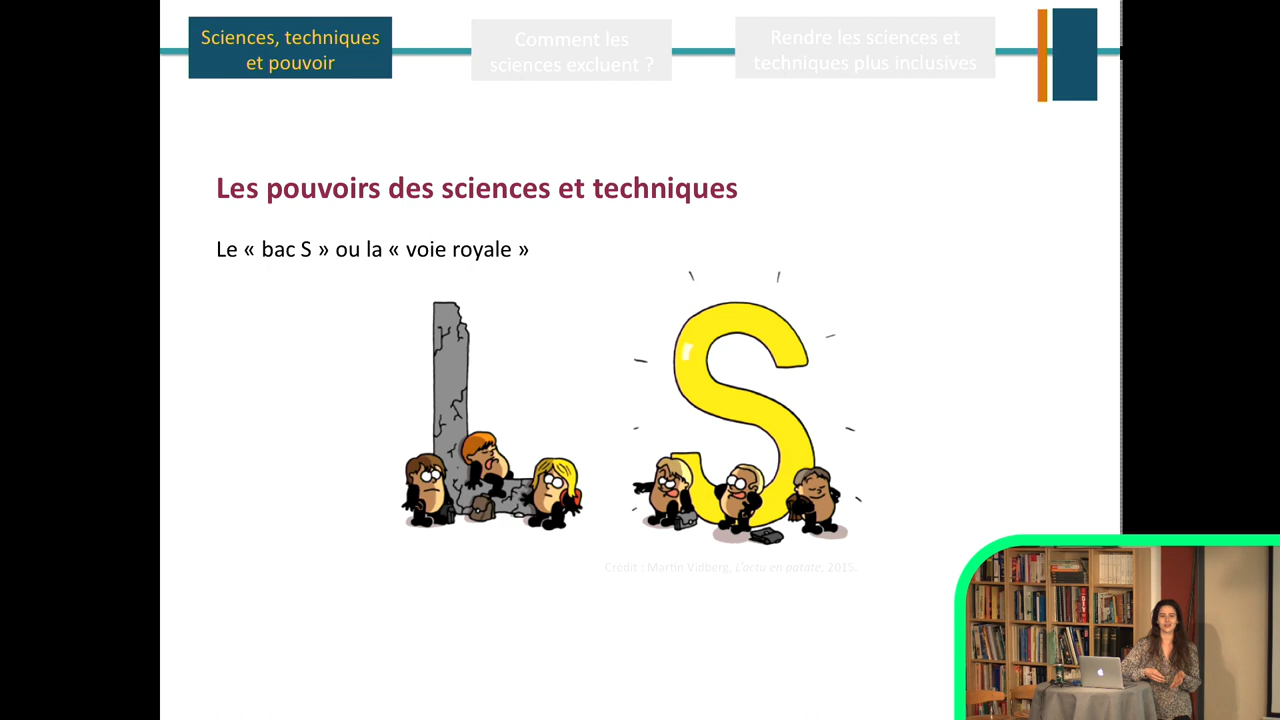 Sciences, techniques
et pouvoir
Comment les
sciences excluent ?
Rendre les sciences et
techniques plus inclusives
Les pouvoirs des sciences et techniques
Le « bac S » ou la « voie royale »
L
S
Crédit : Martin Vidberg, L'actu en patate, 2015.